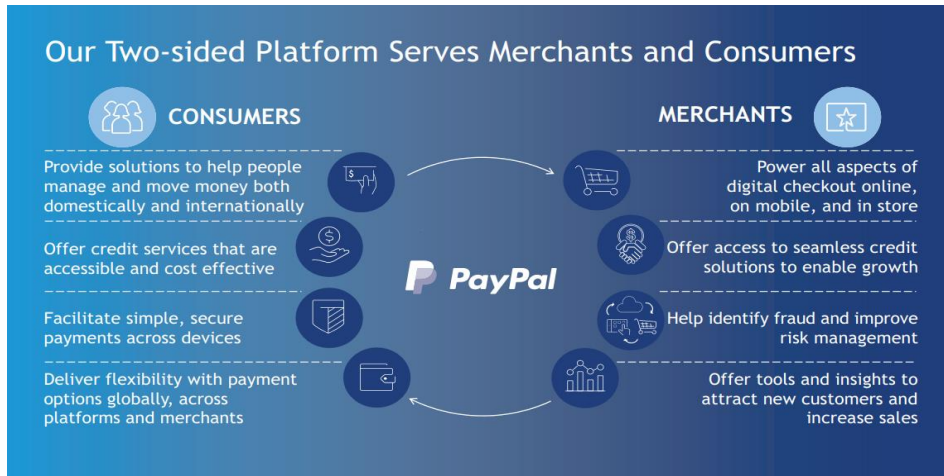 Our Two-sided Platform Serves Merchants and Consumers
CONSUMERS
Provide solutions to help people
manage and move money both
domestically and internationally
Offer credit services that are
accessible and cost effective
Facilitate simple, secure
payments across devices
Deliver flexibility with payment
options globally, across
platforms and merchants
PayPal
MERCHANTS
Power all aspects of
digital checkout online,
on mobile, and in store
Offer access to seamless credit
solutions to enable growth
Help identify fraud and improve
risk management
Offer tools and insights to
attract new customers and
increase sales